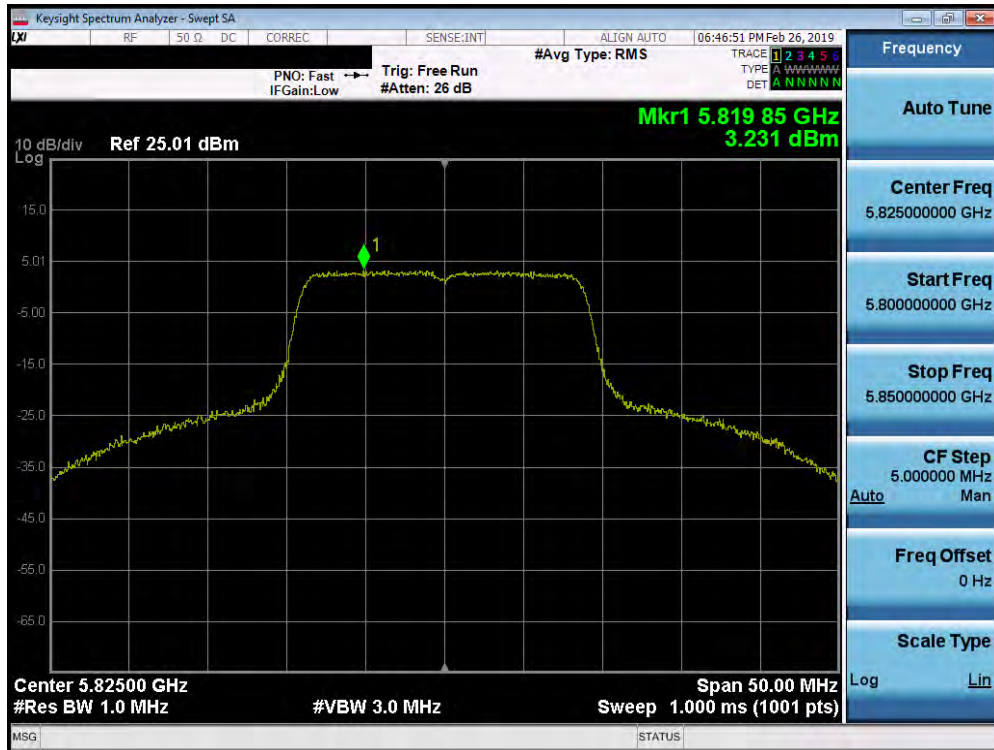 Keysight Spectrum Analyzer - Swept SA
LXI RF 50 Ω DC CORREC SENSE:INT ALIGN AUTO 06:46:51 PM Feb 26, 2019
#Avg Type: RMS
TRACE 1 2 3 4 5 6
PNO: Fast Trig: Free Run
TYPE A WWWWW
IFGain:Low #Atten: 26 dB
DET A N N N N N
Mkr1 5.819 85 GHz
3.231 dBm
10 dB/div Ref 25.01 dBm
Log
15.0
5.01
-5.00
-15.0
-25.0
-35.0
-45.0
-55.0
-65.0
1
Center 5.82500 GHz Span 50.00 MHz
#Res BW 1.0 MHz #VBW 3.0 MHz Sweep 1.000 ms (1001 pts)
MSG STATUS
Frequency
Auto Tune
Center Freq
5.825000000 GHz
Start Freq
5.800000000 GHz
Stop Freq
5.850000000 GHz
CF Step
5.000000 MHz
Auto Man
Freq Offset
0 Hz
Scale Type
Log Lin